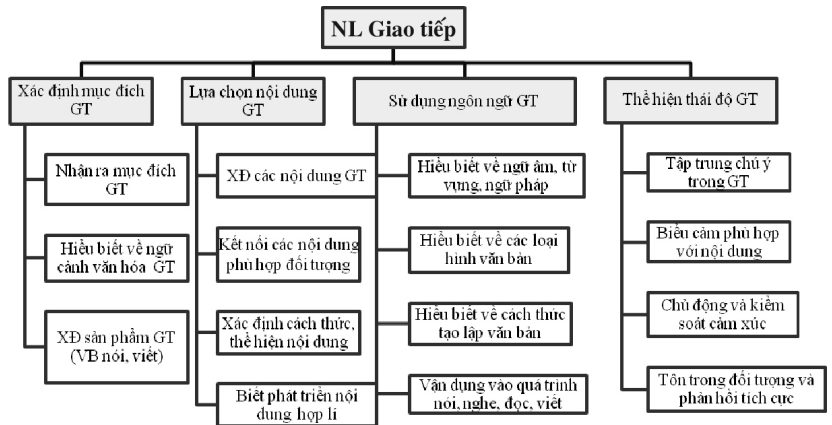 NL Giao tiếp
Xác định mục đích
GT
Lựa chọn nội dung
GT
Sử dụng ngôn ngữ GT
Thể hiện thái độ GT
Nhận ra mục đích
GT
Hiểu biết về ngữ
cảnh văn hóa GT
XĐ sản phẩm GT
(VB nói, viết)
XĐ các nội dung GT
Kết nối các nội dung
phù hợp đối tượng
Xác định cách thức,
thể hiện nội dung
Biết phát triển nội
dung hợp lí
Hiểu biết về ngữ âm, từ
vựng, ngữ pháp
Hiểu biết về các loại
hình văn bản
Hiểu biết về cách thức
tạo lập văn bản
Vận dụng vào quá trình
nói, nghe, đọc, viết
Tập trung chú ý
trong GT
Biểu cảm phù hợp
với nội dung
Chủ động và kiểm
soát cảm xúc
Tôn trong đối tượng và
phản hồi tích cực